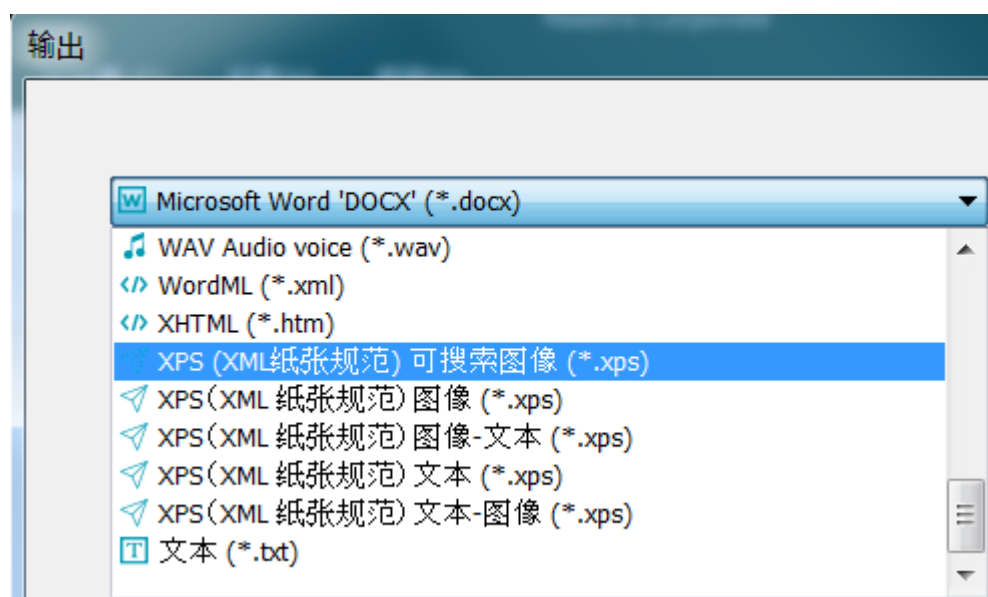 输出
Microsoft Word 'DOCX' (*.docx)
WAV Audio voice (*.wav)
WordML (*.xml)
XHTML (*.htm)
XPS (XML纸张规范) 可搜索图像 (*.xps)
XPS(XML 纸张规范) 图像 (*.xps)
XPS(XML 纸张规范) 图像-文本 (*.xps)
XPS(XML 纸张规范) 文本 (*.xps)
XPS(XML 纸张规范) 文本-图像 (*.xps)
文本 (*.txt)